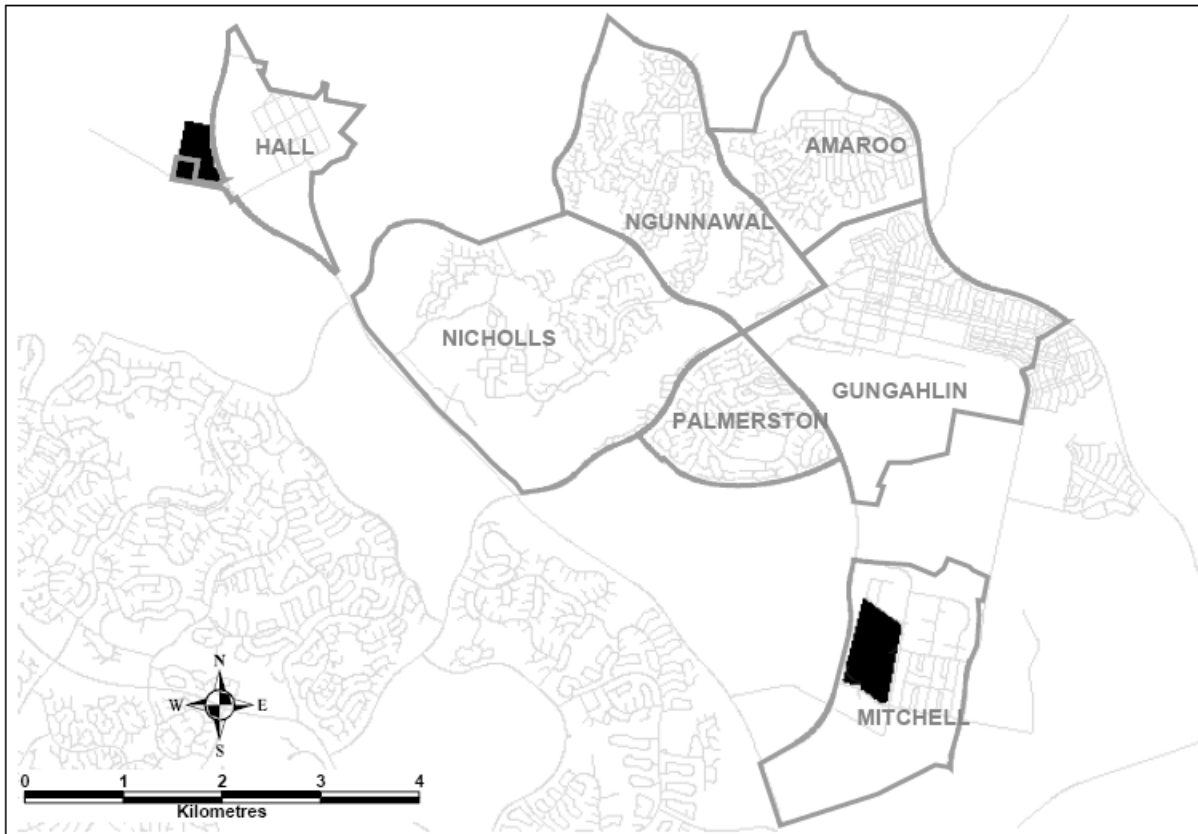 HALL
AMAROO
NGUNNAWAL
NICHOLLS
GUNGAHLIN
PALMERSTON
MITCHELL
N
W E
S
0 1 2 3 4
Kilometres